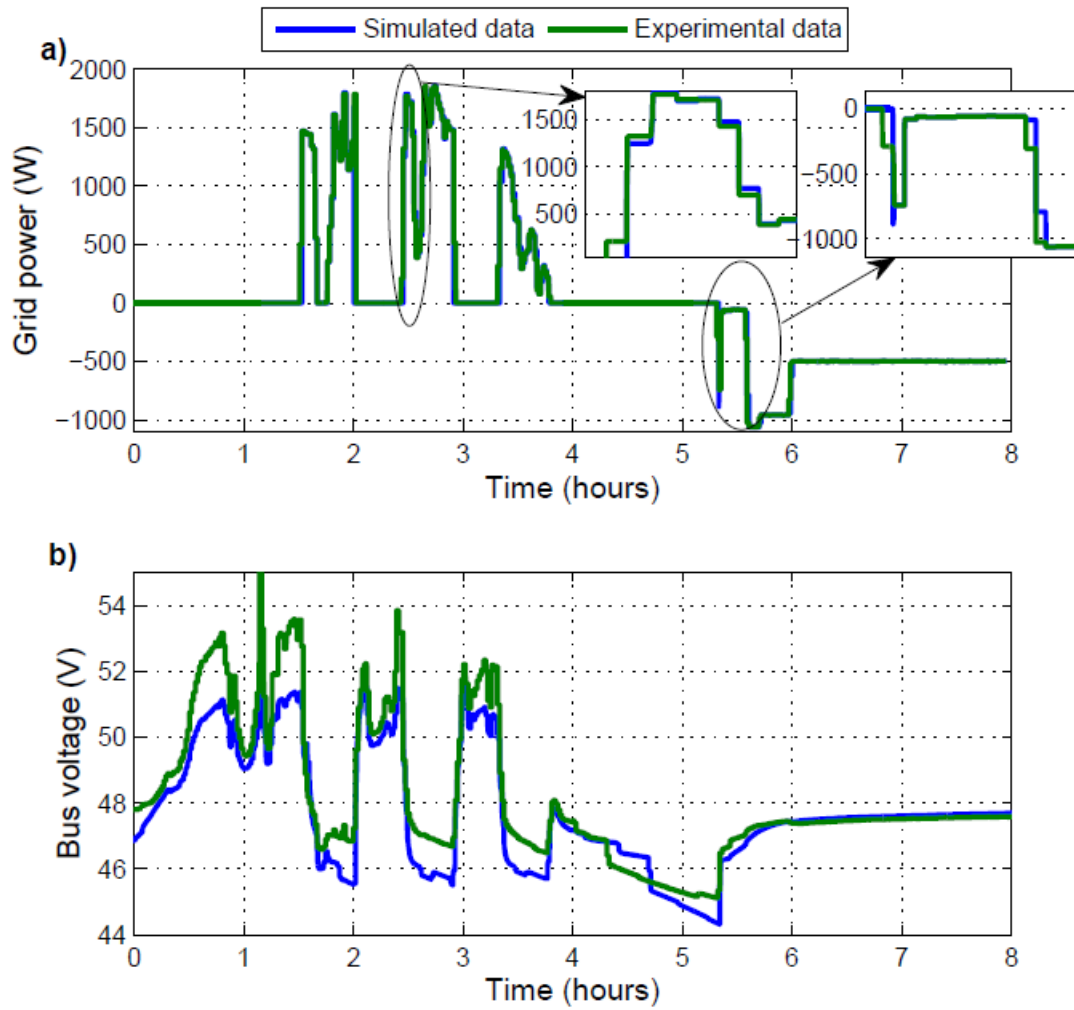 Simulated data Experimental data
a)
2000
1500
1000
500
0
−500
−1000
Grid power (W)
1500
1000
500
0
−500
−1000
0 1 2 3 4 5 6 7 8
Time (hours)
b)
54
52
50
48
46
44
Bus voltage (V)
0 1 2 3 4 5 6 7 8
Time (hours)